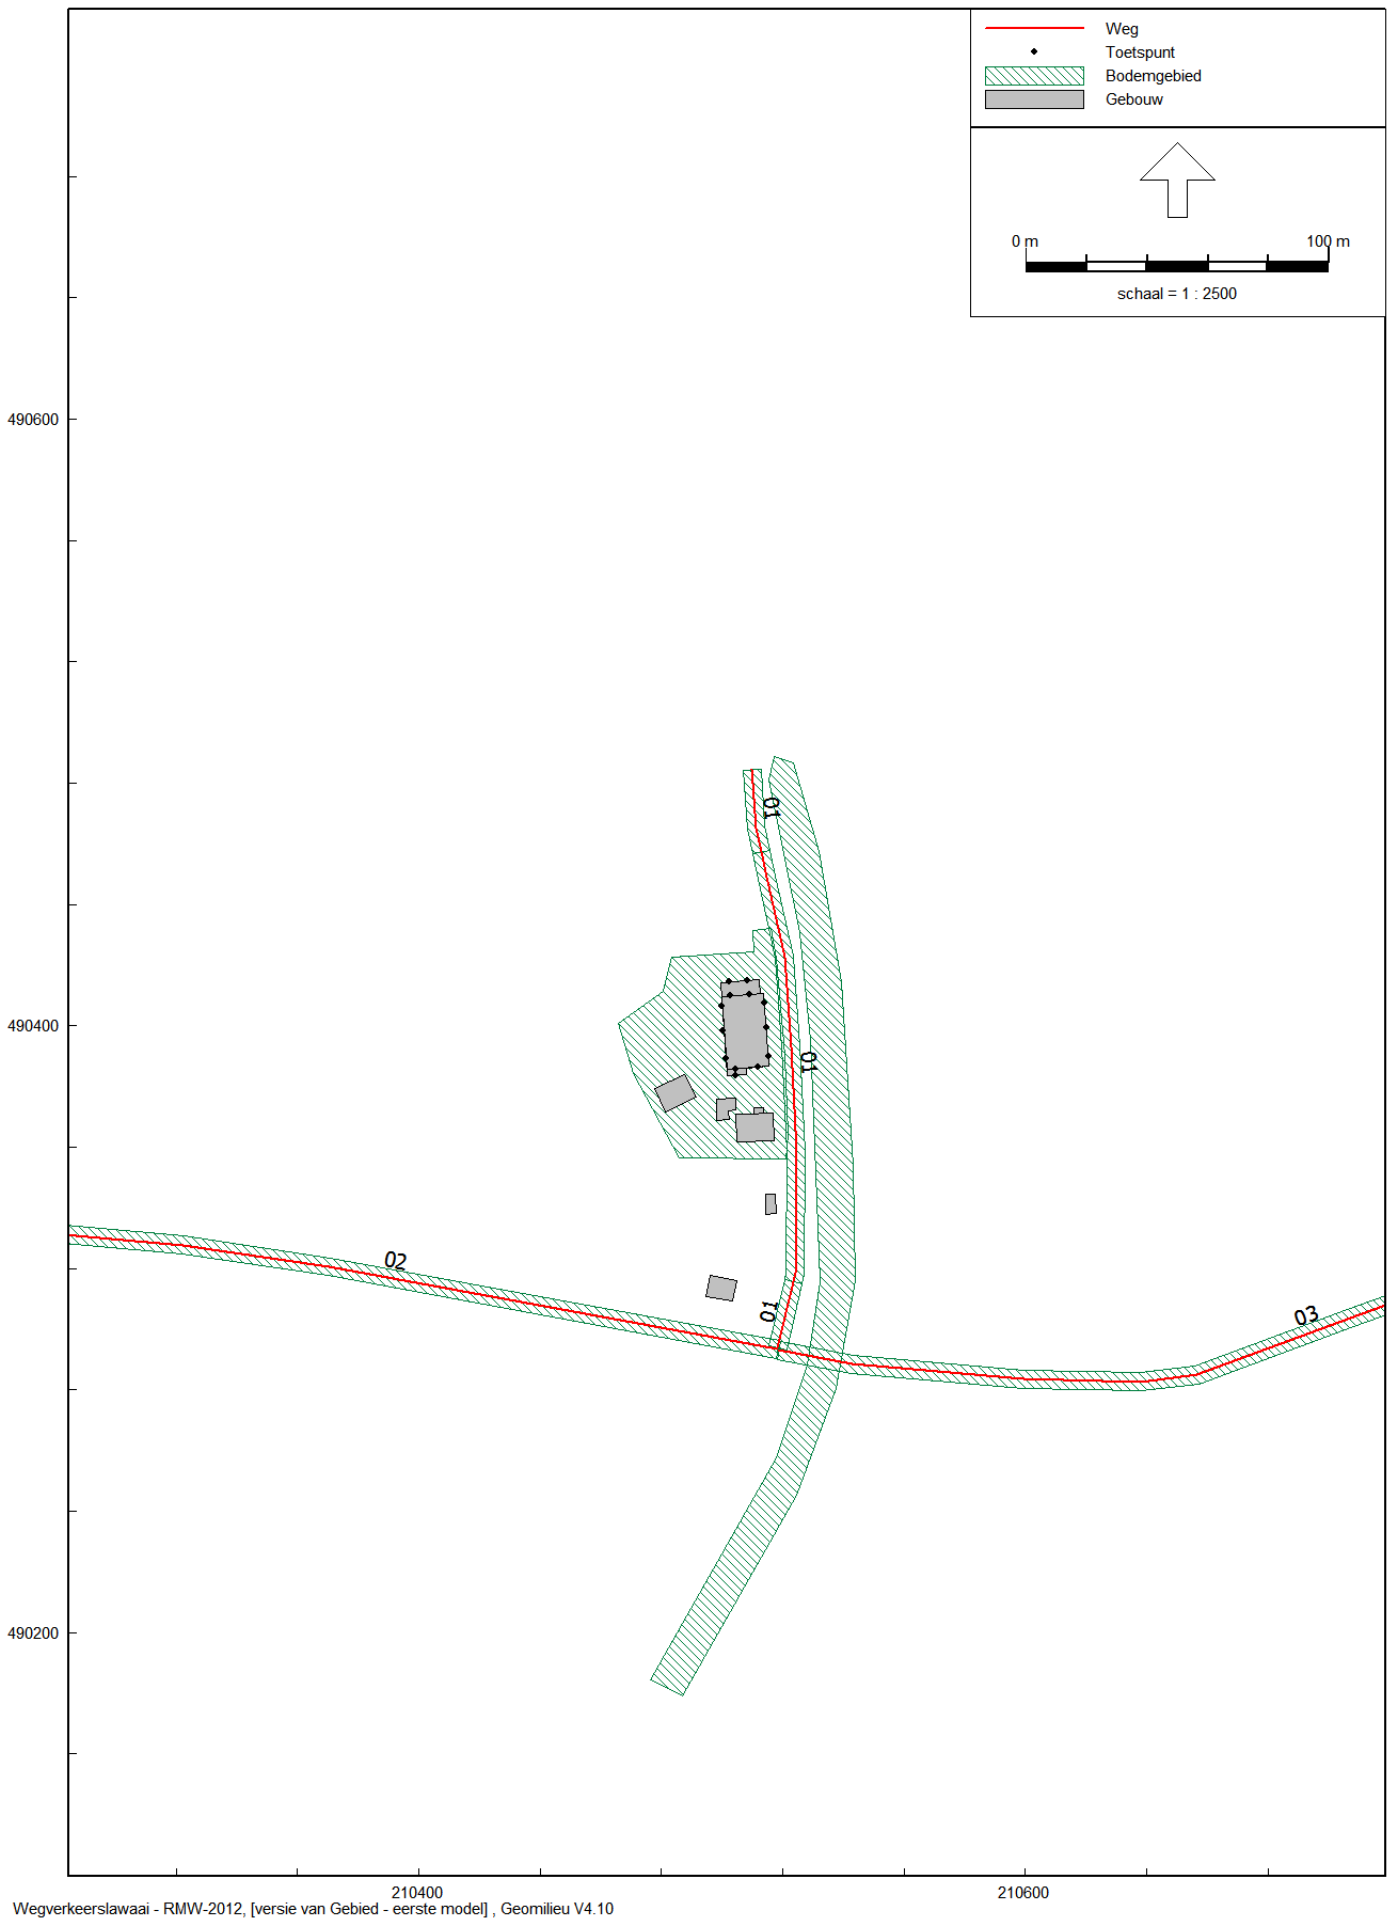 Weg
Toetspunt
Bodemgebied
Gebouw
0 m 100 m
schaal = 1 : 2500
490600
01
490400
01
02
01
03
490200
210400 210600
Wegverkeerslawaai - RMW-2012, [versie van Gebied - eerste model] , Geomilieu V4.10